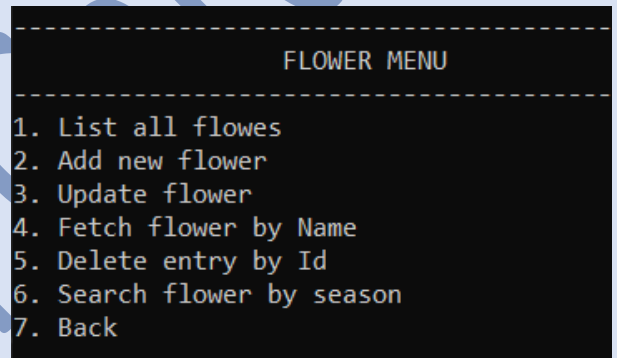 ----------------------------------------
FLOWER MENU
----------------------------------------
1. List all flowes
2. Add new flower
3. Update flower
4. Fetch flower by Name
5. Delete entry by Id
6. Search flower by season
7. Back